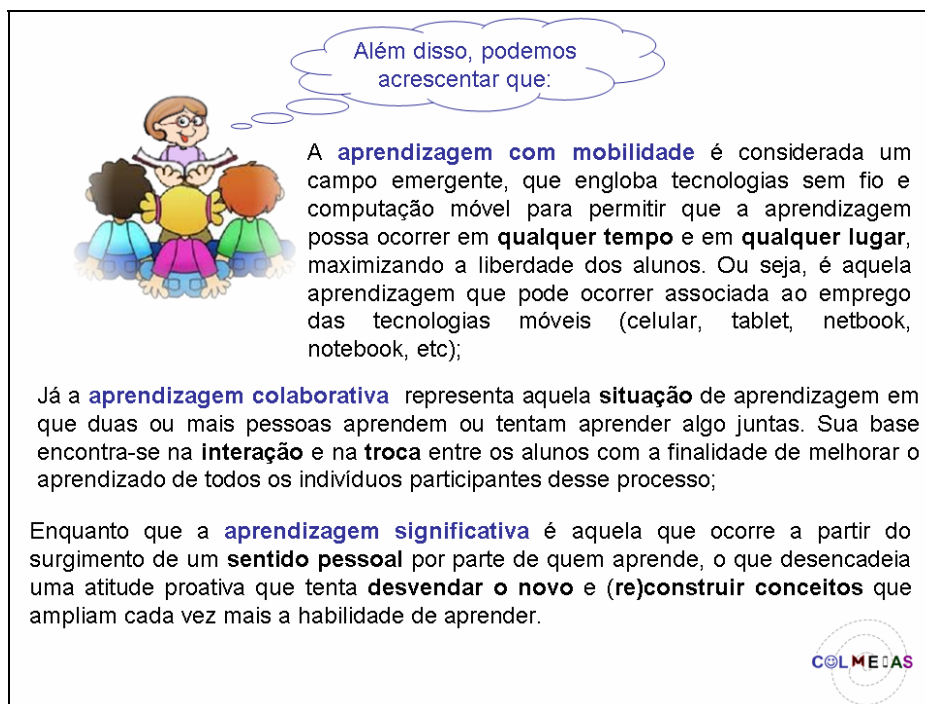 Além disso, podemos
acrescentar que:
A aprendizagem com mobilidade é considerada um
campo emergente, que engloba tecnologias sem fio e
computação móvel para permitir que a aprendizagem
possa ocorrer em qualquer tempo e em qualquer lugar,
maximizando a liberdade dos alunos. Ou seja, é aquela
aprendizagem que pode ocorrer associada ao emprego
das tecnologias móveis (celular, tablet, netbook,
notebook, etc);
Já a aprendizagem colaborativa representa aquela situação de aprendizagem em
que duas ou mais pessoas aprendem ou tentam aprender algo juntas. Sua base
encontra-se na interação e na troca entre os alunos com a finalidade de melhorar o
aprendizado de todos os indivíduos participantes desse processo;
Enquanto que a aprendizagem significativa é aquela que ocorre a partir do
surgimento de um sentido pessoal por parte de quem aprende, o que desencadeia
uma atitude proativa que tenta desvendar o novo e (re)construir conceitos que
ampliam cada vez mais a habilidade de aprender.
COLMEIAS